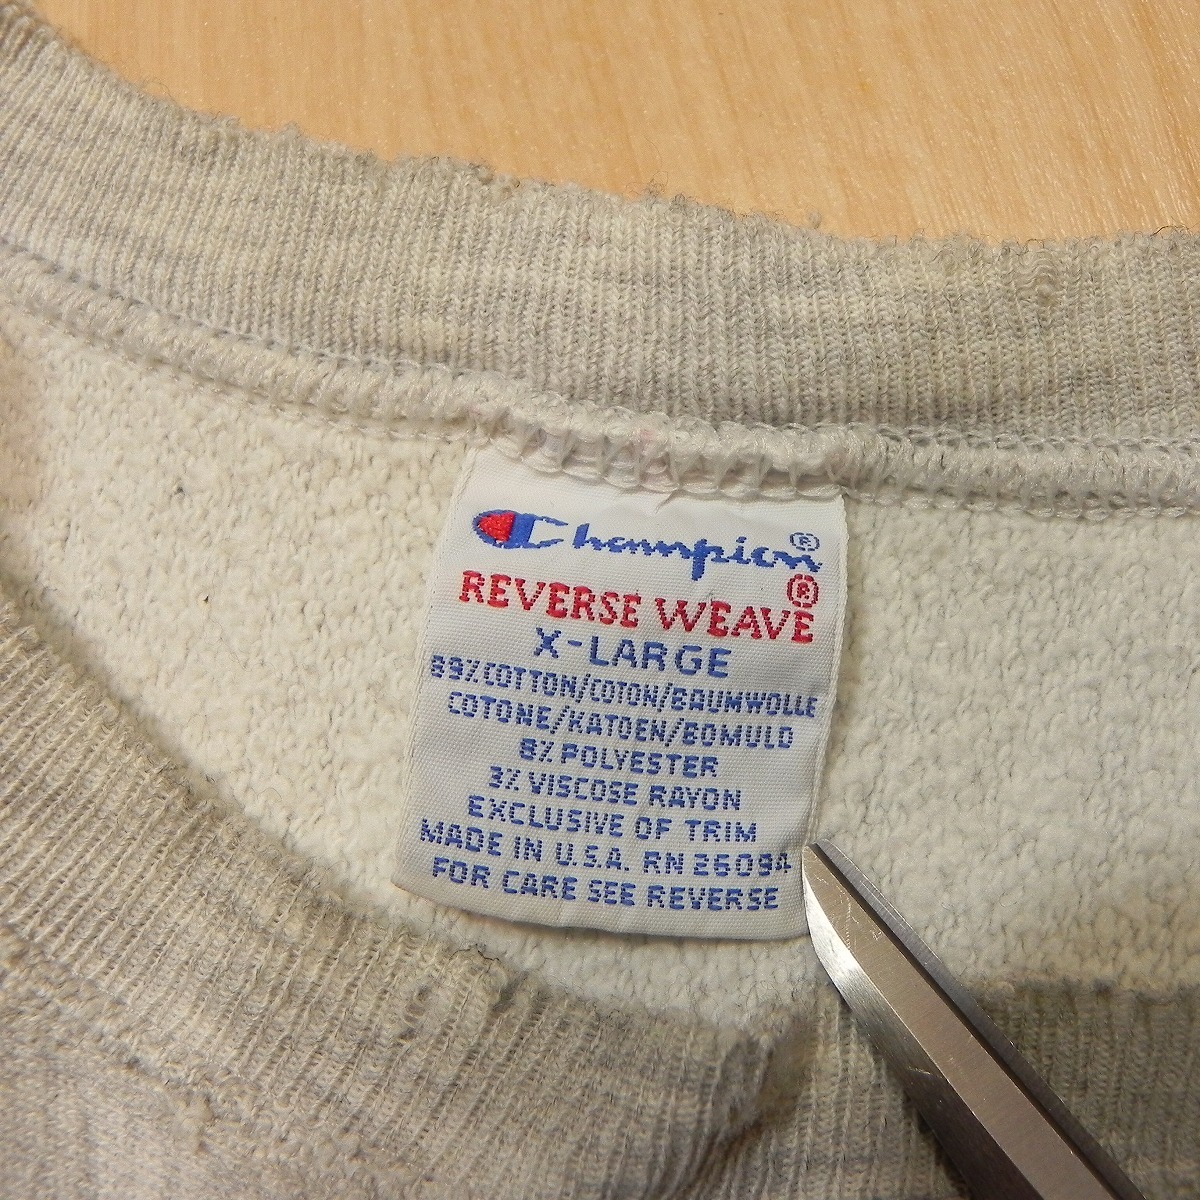 Champion®
REVERSE WEAVE®
X-LARGE
89% COTTON/COTON/BAUMWOLLE
COTONE/KATOEN/BOMULD
8% POLYESTER
3% VISCOSE RAYON
EXCLUSIVE OF TRIM
MADE IN U.S.A. RN 26094
FOR CARE SEE REVERSE